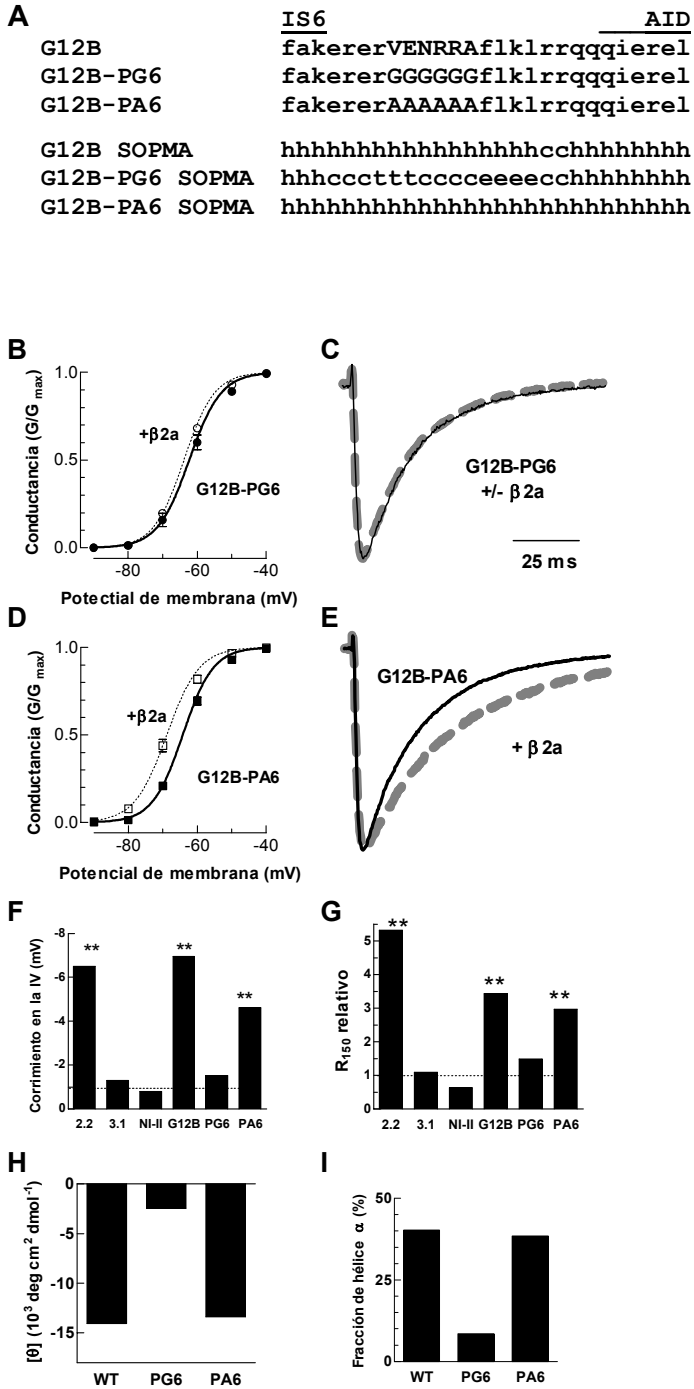 A
IS6 AID
G12B fakererVENRRAflklrrqqqierel
G12B-PG6 fakererGGGGGGflklrrqqqierel
G12B-PA6 fakererAAAAAAflklrrqqqierel
G12B SOPMA hhhhhhhhhhhhhhhhhcchhhhhhhh
G12B-PG6 SOPMA hhhccctttcccceeeecchhhhhhhh
G12B-PA6 SOPMA hhhhhhhhhhhhhhhhhhhhhhhhhhh
B
Conductancia (G/G max)
1.0
0.5
0.0
+β2a
G12B-PG6
-80 -60 -40
Potectial de membrana (mV)
C
G12B-PG6
+/- β2a
25 ms
D
Conductancia (G/G max)
1.0
0.5
0.0
+β2a
G12B-PA6
-80 -60 -40
Potencial de membrana (mV)
E
G12B-PA6
+ β2a
F
Corrimiento en la IV (mV)
-8
-6
-4
-2
0
** ** **
2.2 3.1 NI-II G12B PG6 PA6
G
R150 relativo
5
4
3
2
1
0
** ** **
2.2 3.1 NI-II G12B PG6 PA6
H
[θ] (10³ deg cm² dmol⁻¹)
0
-5
-10
-15
WT PG6 PA6
I
Fracción de hélice α (%)
50
25
0
WT PG6 PA6